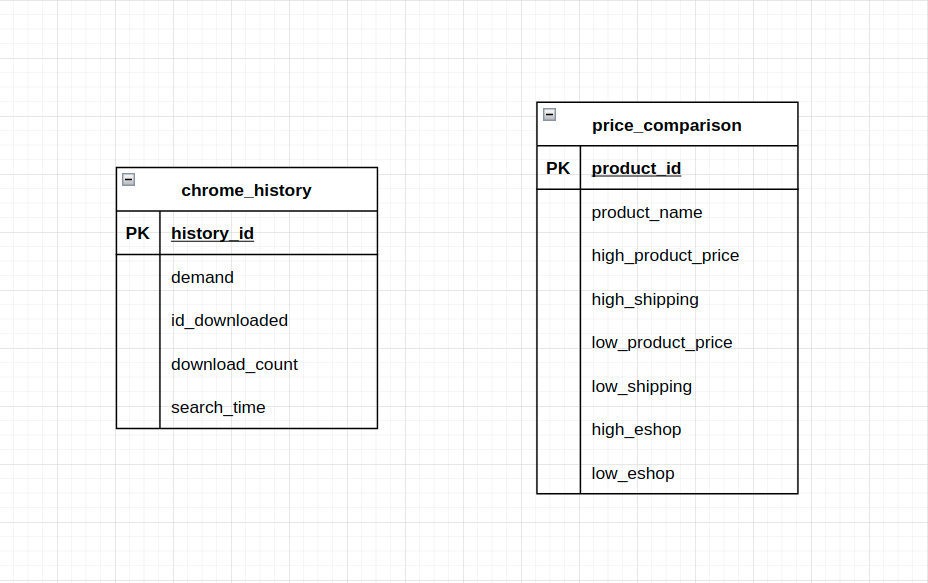 chrome_history
PK history_id
demand
id_downloaded
download_count
search_time
price_comparison
PK product_id
product_name
high_product_price
high_shipping
low_product_price
low_shipping
high_eshop
low_eshop